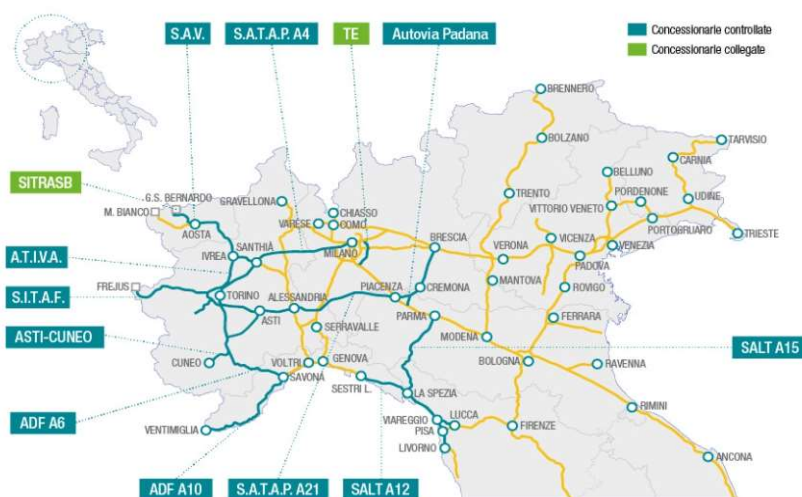 S.A.V.
S.A.T.A.P. A4
TE
Autovia Padana
Concessionarie controllate
Concessionarie collegate
BRENNERO
BOLZANO
TARVISIO
CARNIA
BELLUNO
SITRASB
G.S. BERNARDO
GRAVELLONA
TRENTO
PORDENONE
UDINE
M. BIANCO
CHIASSO
VITTORIO VENETO
VARESE
COMO
AOSTA
PORTOGRUARO
TRIESTE
BRESCIA
VERONA
VICENZA
VENEZIA
A.T.I.V.A.
IVREA
SANTHIÀ
MILANO
PADOVA
S.I.T.A.F.
FREJUS
TORINO
ALESSANDRIA
PIACENZA
CREMONA
MANTOVA
ROVIGO
ASTI
PARMA
FERRARA
ASTI-CUNEO
SERRAVALLE
MODENA
SALT A15
CUNEO
VOLTRI
GENOVA
BOLOGNA
RAVENNA
SAVONA
SESTRI L.
LA SPEZIA
RIMINI
ADF A6
VIAREGGIO
LUCCA
VENTIMIGLIA
PISA
FIRENZE
LIVORNO
ANCONA
ADF A10
S.A.T.A.P. A21
SALT A12